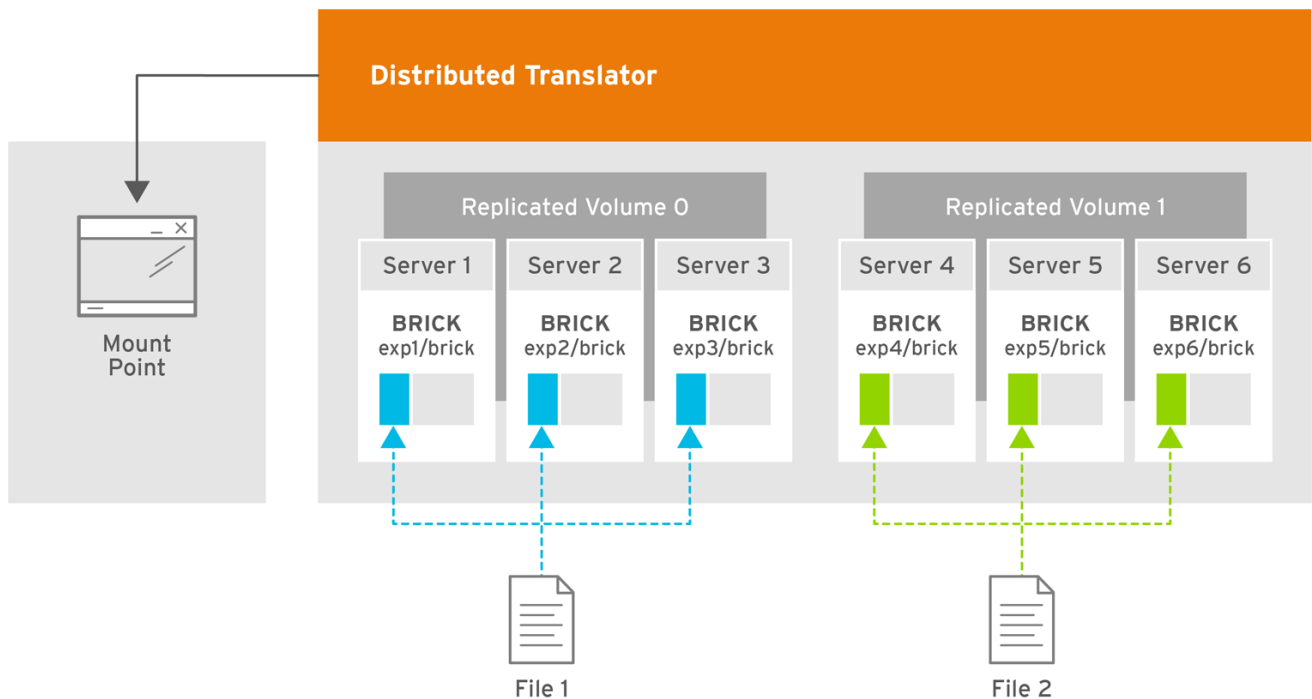 Distributed Translator
Mount
Point
Replicated Volume 0
Server 1
BRICK
exp1/brick
Server 2
BRICK
exp2/brick
Server 3
BRICK
exp3/brick
Replicated Volume 1
Server 4
BRICK
exp4/brick
Server 5
BRICK
exp5/brick
Server 6
BRICK
exp6/brick
File 1
File 2